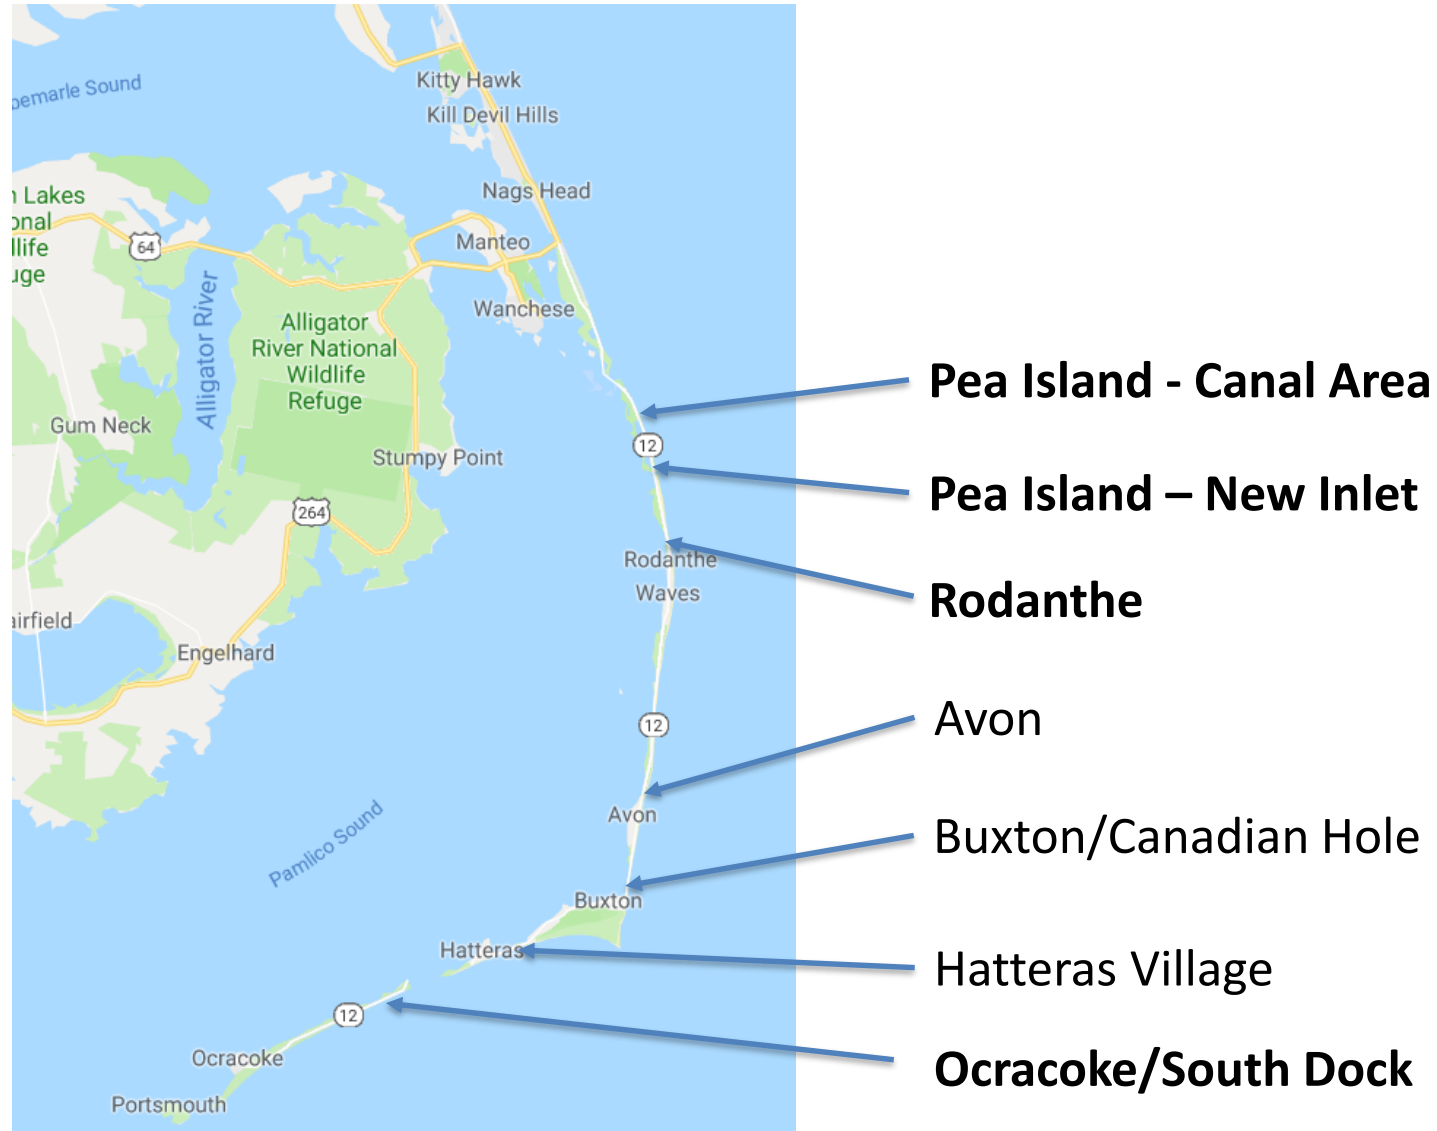 bemarle Sound
Kitty Hawk
Kill Devil Hills
n Lakes
onal
llife
uge
Nags Head
64
Manteo
Alligator River
Wanchese
Alligator
River National
Wildlife
Refuge
Gum Neck
12
Stumpy Point
264
Rodanthe
Waves
airfield
Engelhard
12
Pamlico Sound
Avon
Buxton
Hatteras
12
Ocracoke
Portsmouth
Pea Island - Canal Area
Pea Island – New Inlet
Rodanthe
Avon
Buxton/Canadian Hole
Hatteras Village
Ocracoke/South Dock